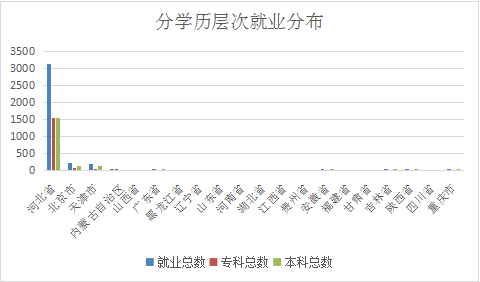 分学历层次就业分布
3500
3000
2500
2000
1500
1000
500
0
河北省
北京市
天津市
内蒙古自治区
山西省
广东省
黑龙江省
辽宁省
山东省
河南省
湖北省
江西省
贵州省
安徽省
福建省
甘肃省
吉林省
陕西省
四川省
重庆市
就业总数 专科总数 本科总数